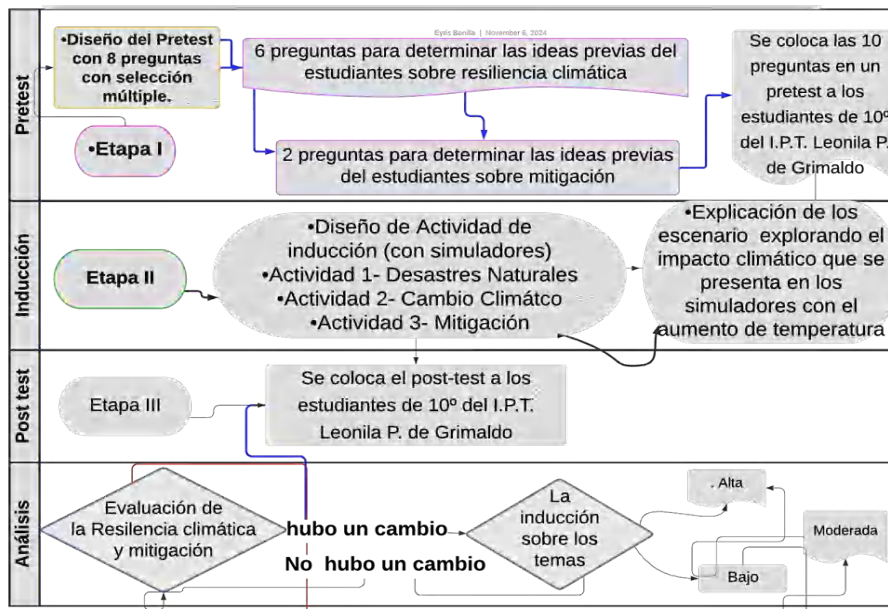 Eyris Bonilla | November 6, 2024
Pretest
•Diseño del Pretest
con 8 preguntas
con selección
múltiple.
6 preguntas para determinar las ideas previas del
estudiantes sobre resiliencia climática
Se coloca las 10
preguntas en un
pretest a los
estudiantes de 10º
del I.P.T. Leonila P.
de Grimaldo
•Etapa I
2 preguntas para determinar las ideas previas
del estudiantes sobre mitigación
Inducción
Etapa II
•Diseño de Actividad de
inducción (con simuladores)
•Actividad 1- Desastres Naturales
•Actividad 2- Cambio Climátco
•Actividad 3- Mitigación
•Explicación de los
escenario explorando el
impacto climático que se
presenta en los
simuladores con el
aumento de temperatura
Post test
Etapa III
Se coloca el post-test a los
estudiantes de 10º del I.P.T.
Leonila P. de Grimaldo
Análisis
Evaluación de
la Resilencia climática
y mitigación
hubo un cambio
No hubo un cambio
La
inducción
sobre los
temas
. Alta
Moderada
Bajo